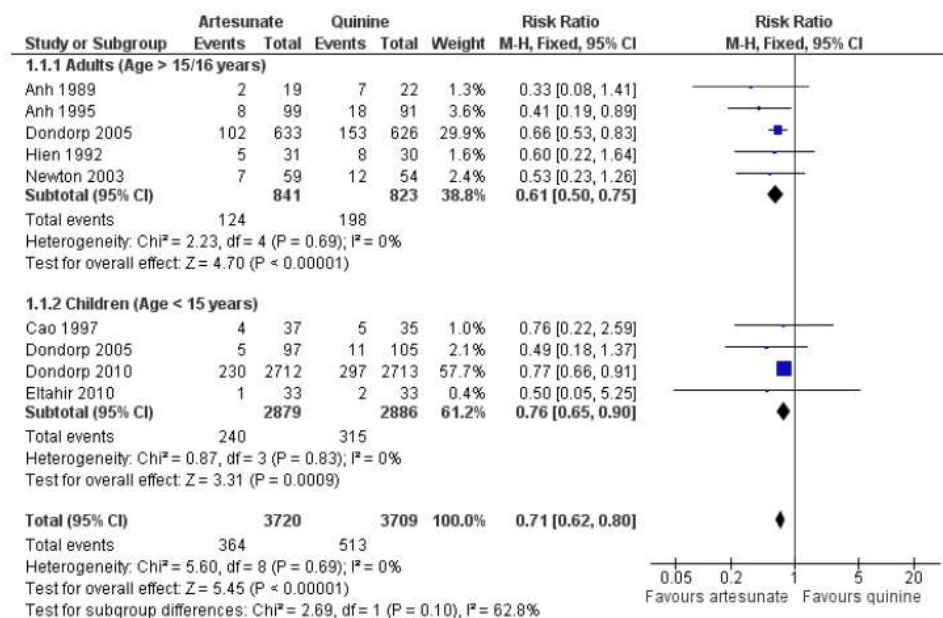 Artesunate Quinine Risk Ratio Risk Ratio
Study or Subgroup Events Total Events Total Weight M-H, Fixed, 95% CI M-H, Fixed, 95% CI
1.1.1 Adults (Age > 15/16 years)
Anh 1989 2 19 7 22 1.3% 0.33 [0.08, 1.41]
Anh 1995 8 99 18 91 3.6% 0.41 [0.19, 0.89]
Dondorp 2005 102 633 153 626 29.9% 0.66 [0.53, 0.83]
Hien 1992 5 31 8 30 1.6% 0.60 [0.22, 1.64]
Newton 2003 7 59 12 54 2.4% 0.53 [0.23, 1.26]
Subtotal (95% CI) 841 823 38.8% 0.61 [0.50, 0.75]
Total events 124 198
Heterogeneity: Chi² = 2.23, df = 4 (P = 0.69); I² = 0%
Test for overall effect: Z = 4.70 (P < 0.00001)
1.1.2 Children (Age < 15 years)
Cao 1997 4 37 5 35 1.0% 0.76 [0.22, 2.59]
Dondorp 2005 5 97 11 105 2.1% 0.49 [0.18, 1.37]
Dondorp 2010 230 2712 297 2713 57.7% 0.77 [0.66, 0.91]
Eltahir 2010 1 33 2 33 0.4% 0.50 [0.05, 5.25]
Subtotal (95% CI) 2879 2886 61.2% 0.76 [0.65, 0.90]
Total events 240 315
Heterogeneity: Chi² = 0.87, df = 3 (P = 0.83); I² = 0%
Test for overall effect: Z = 3.31 (P = 0.0009)
Total (95% CI) 3720 3709 100.0% 0.71 [0.62, 0.80]
Total events 364 513
Heterogeneity: Chi² = 5.60, df = 8 (P = 0.69); I² = 0%
Test for overall effect: Z = 5.45 (P < 0.00001)
Test for subgroup differences: Chi² = 2.69, df = 1 (P = 0.10), I² = 62.8%
0.05 0.2 1 5 20
Favours artesunate Favours quinine